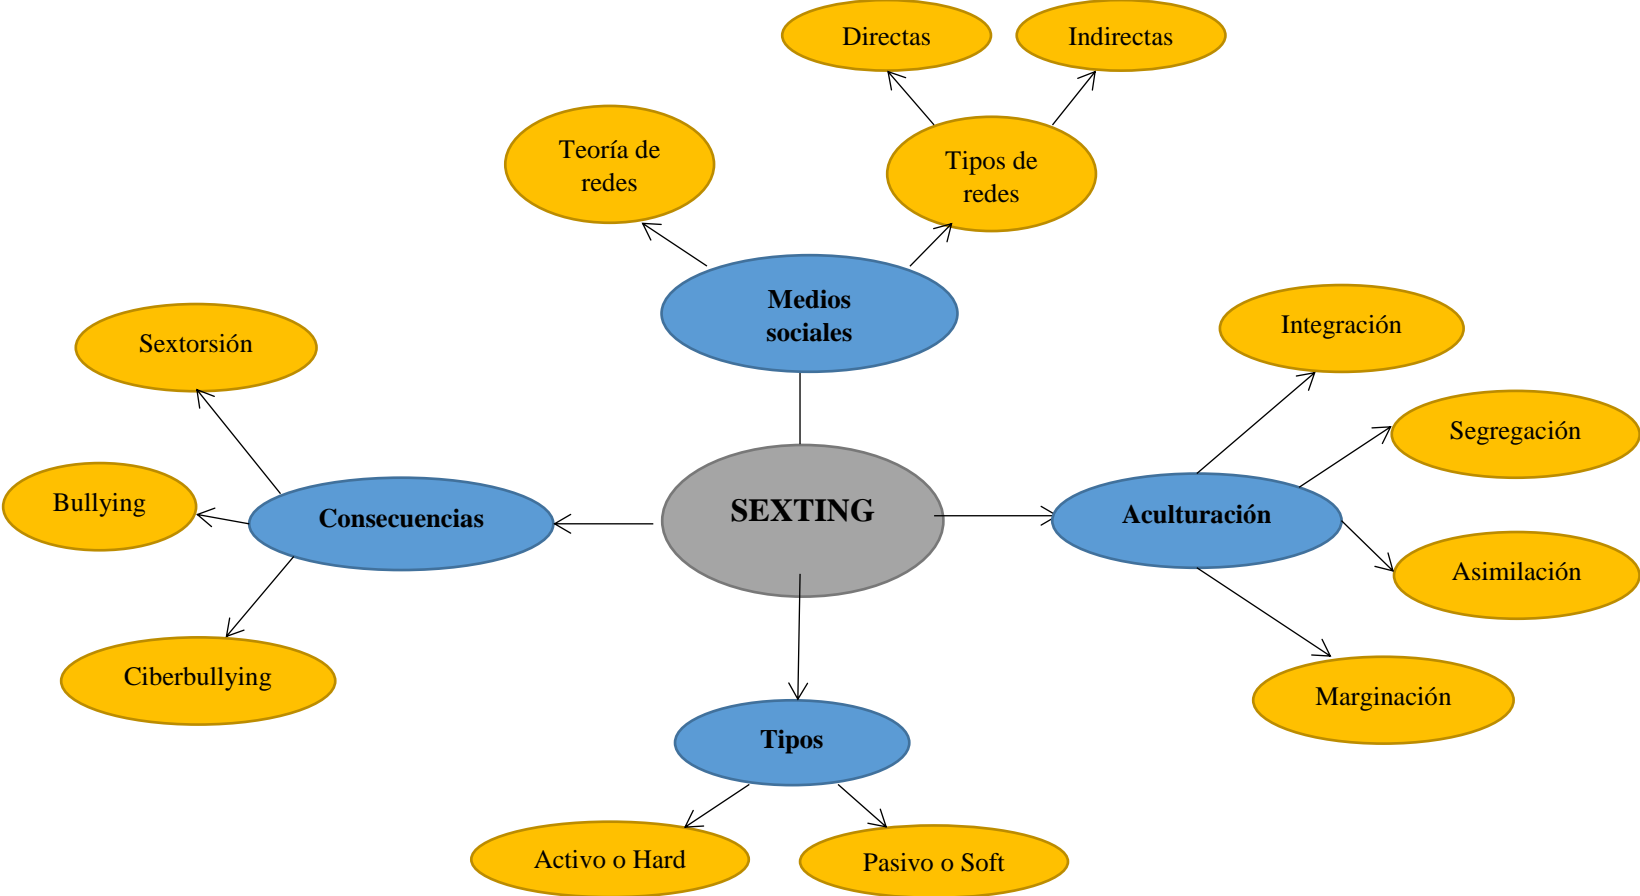 Directas
Indirectas
Teoría de
redes
Tipos de
redes
Medios
sociales
Integración
Sextorsión
Segregación
Bullying
Consecuencias
SEXTING
Aculturación
Asimilación
Ciberbullying
Marginación
Tipos
Activo o Hard
Pasivo o Soft